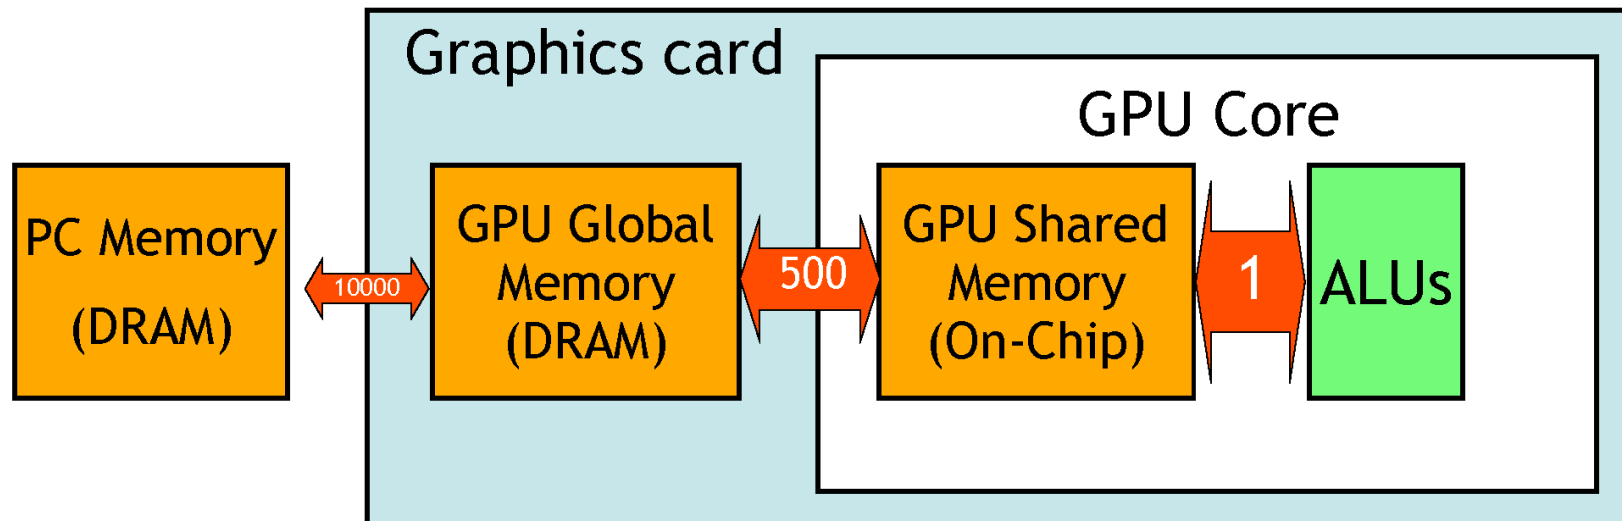 Graphics card
GPU Core
PC Memory
(DRAM)
10000
GPU Global
Memory
(DRAM)
500
GPU Shared
Memory
(On-Chip)
1
ALUs